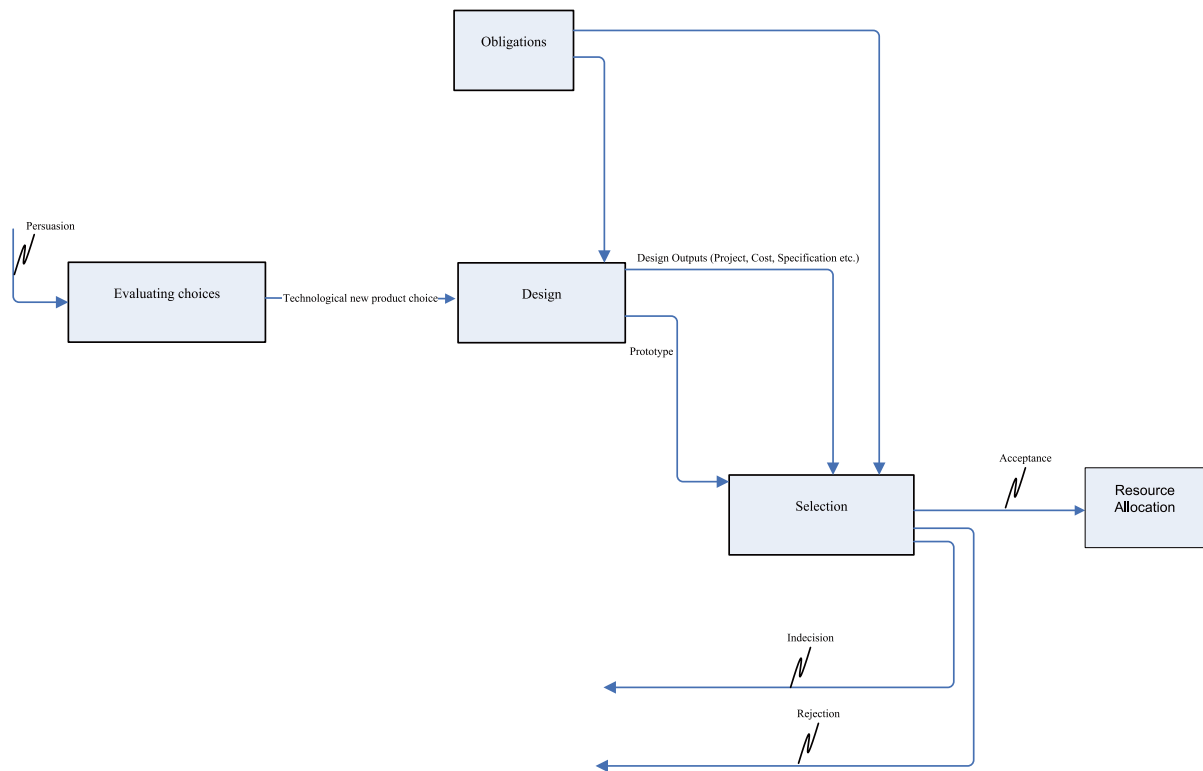 Obligations
Persuasion
Evaluating choices
Technological new product choice
Design
Design Outputs (Project, Cost, Specification etc.)
Prototype
Selection
Acceptance
Resource
Allocation
Indecision
Rejection